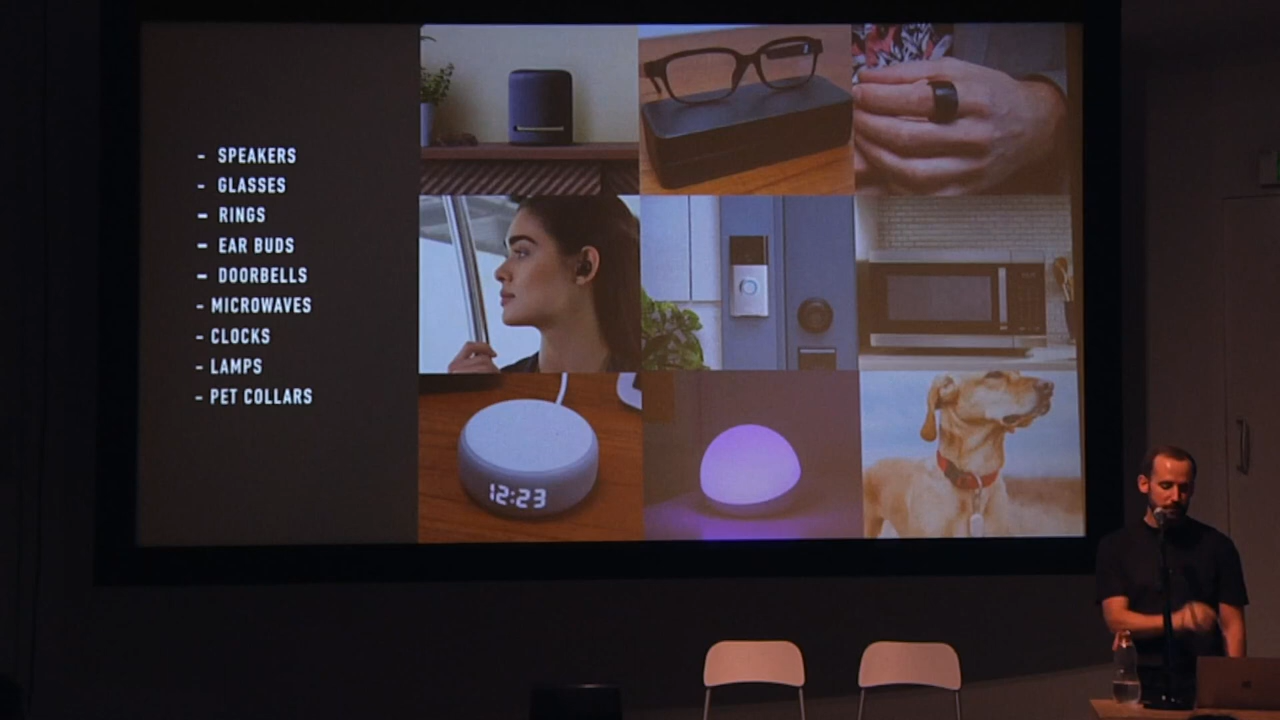 - SPEAKERS
- GLASSES
- RINGS
- EAR BUDS
- DOORBELLS
- MICROWAVES
- CLOCKS
- LAMPS
- PET COLLARS
12:23